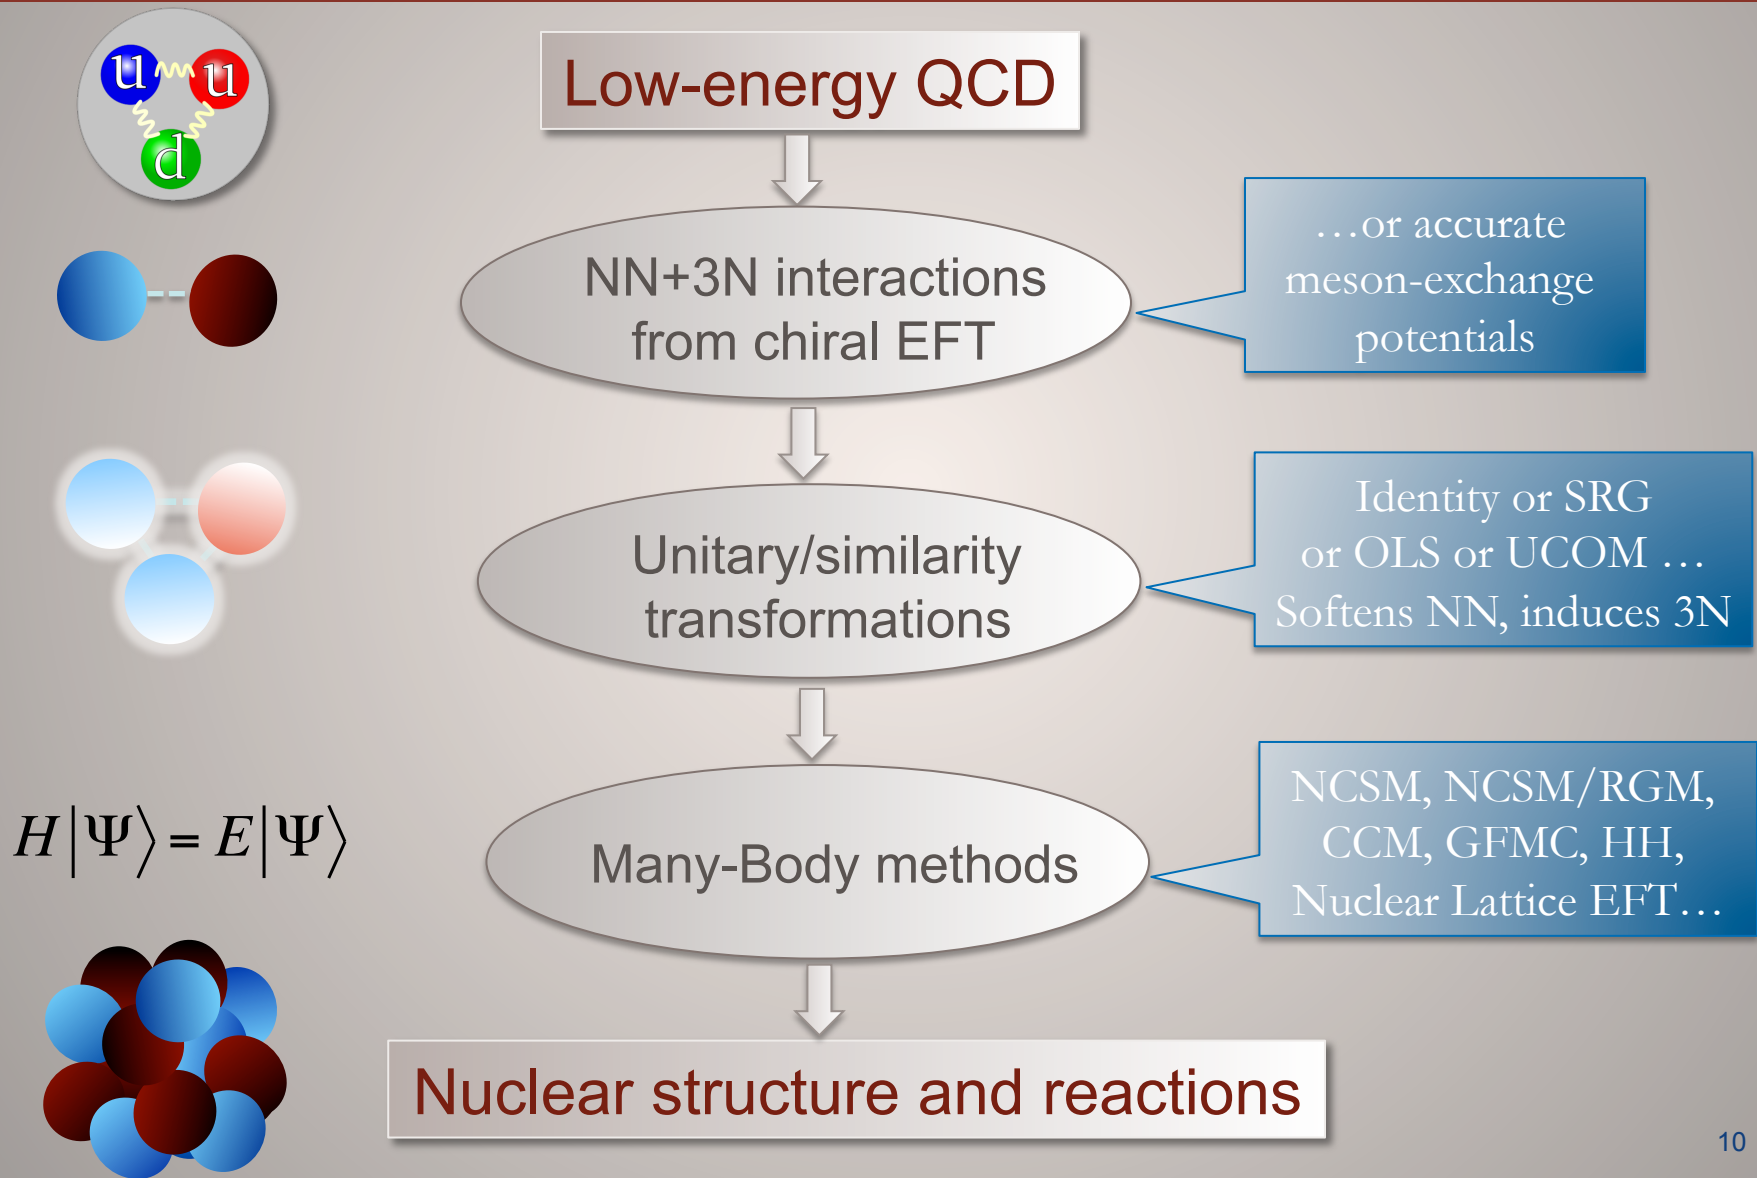 u u
d
Low-energy QCD
NN+3N interactions
from chiral EFT
…or accurate
meson-exchange
potentials
Unitary/similarity
transformations
Identity or SRG
or OLS or UCOM …
Softens NN, induces 3N
H|Ψ⟩ = E|Ψ⟩
Many-Body methods
NCSM, NCSM/RGM,
CCM, GFMC, HH,
Nuclear Lattice EFT…
Nuclear structure and reactions
10